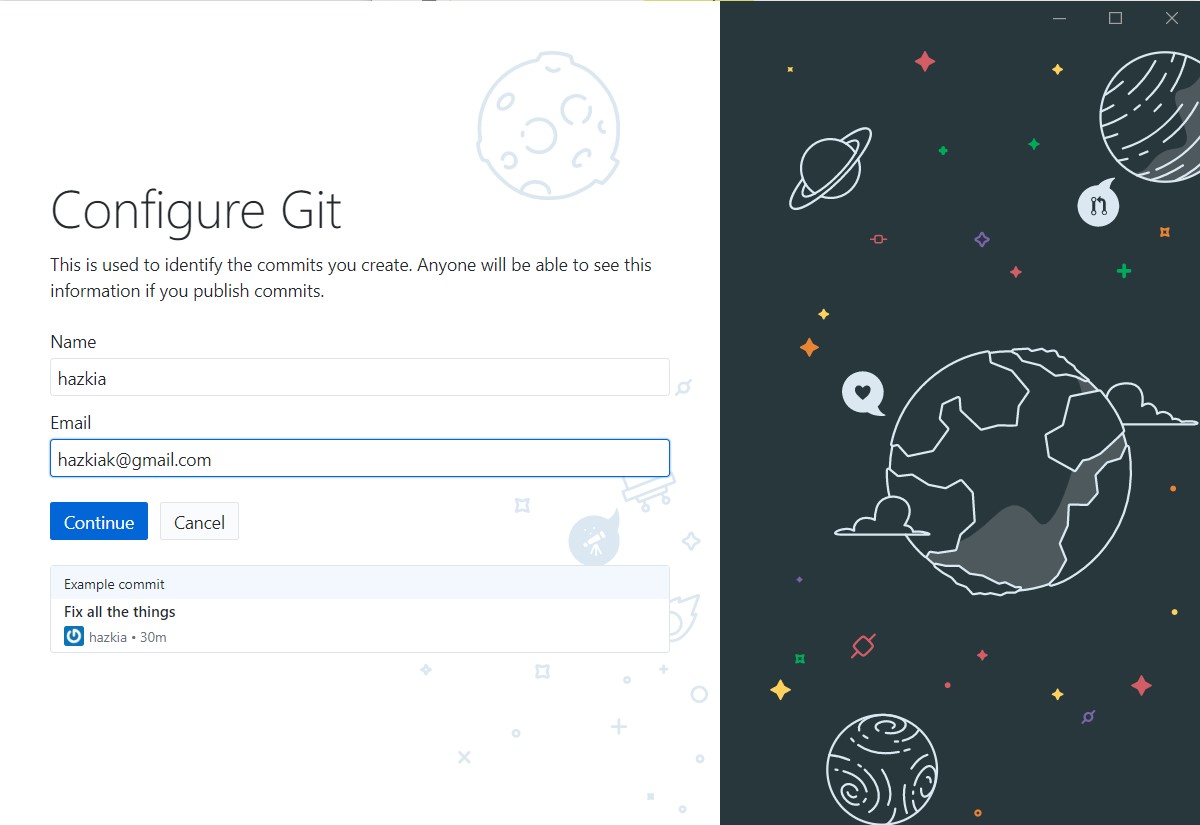 Configure Git
This is used to identify the commits you create. Anyone will be able to see this
information if you publish commits.
Name
hazkia
Email
hazkiak@gmail.com
Continue Cancel
Example commit
Fix all the things
hazkia • 30m